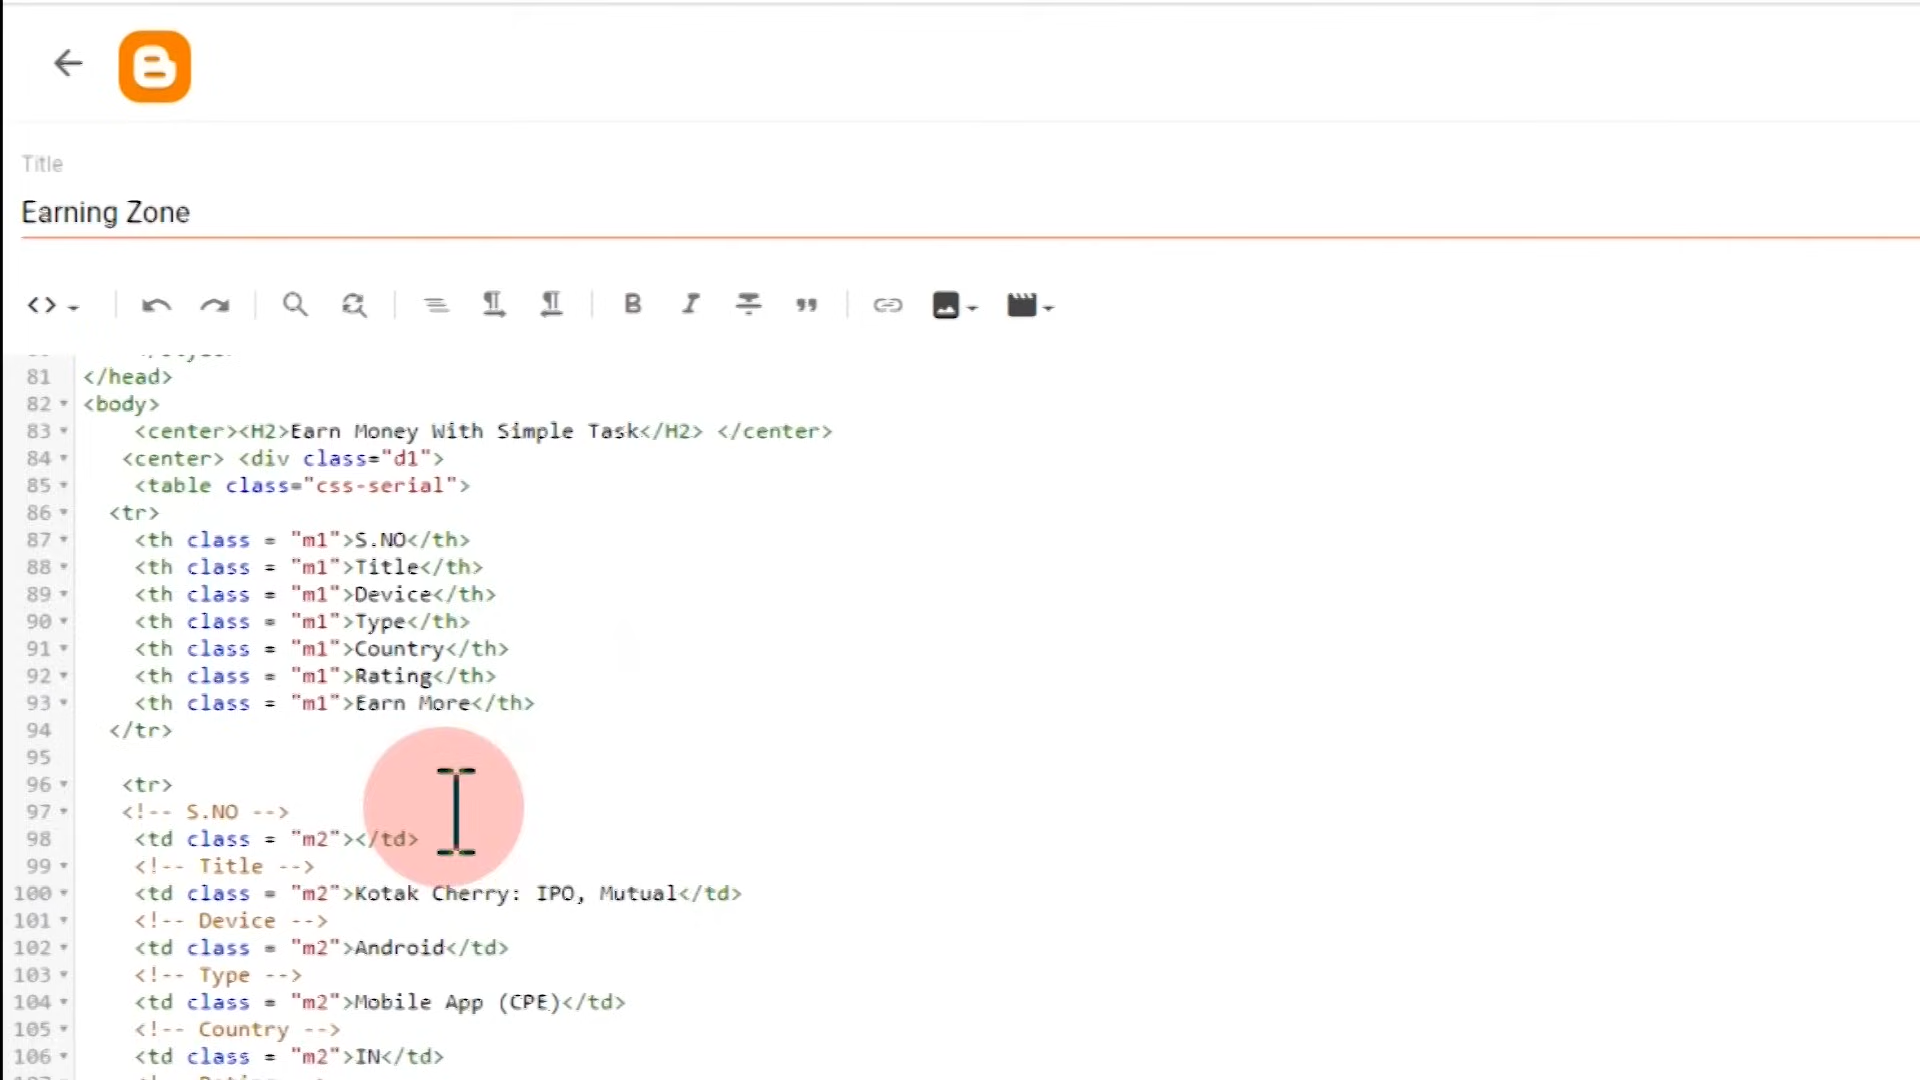 Title
Earning Zone
81 </head>
82 <body>
83 <center><H2>Earn Money With Simple Task</H2> </center>
84 <center> <div class="d1">
85 <table class="css-serial">
86 <tr>
87 <th class = "m1">S.NO</th>
88 <th class = "m1">Title</th>
89 <th class = "m1">Device</th>
90 <th class = "m1">Type</th>
91 <th class = "m1">Country</th>
92 <th class = "m1">Rating</th>
93 <th class = "m1">Earn More</th>
94 </tr>
95
96 <tr>
97 <!-- S.NO -->
98 <td class = "m2"></td>
99 <!-- Title -->
100 <td class = "m2">Kotak Cherry: IPO, Mutual</td>
101 <!-- Device -->
102 <td class = "m2">Android</td>
103 <!-- Type -->
104 <td class = "m2">Mobile App (CPE)</td>
105 <!-- Country -->
106 <td class = "m2">IN</td>